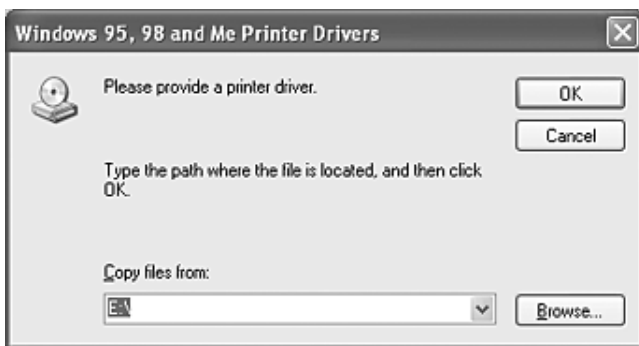 Windows 95, 98 and Me Printer Drivers
Please provide a printer driver.
OK
Cancel
Type the path where the file is located, and then click
OK.
Copy files from:
E:\
Browse...